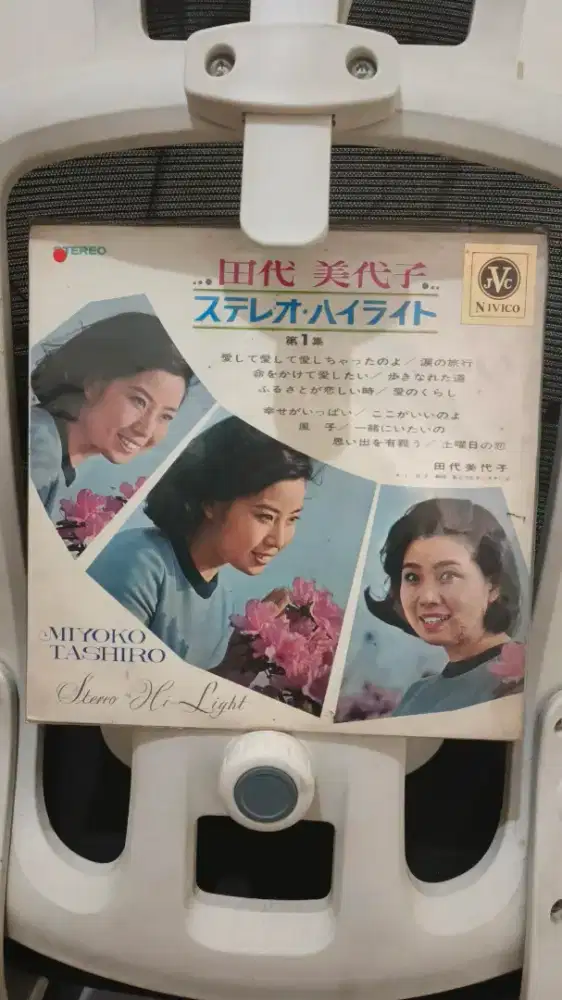 STEREO
田代 美代子
ステレオ・ハイライト
第1集
JVC
NIVICO
愛して愛して愛しちゃったのよ／涙の旅行
命をかけて愛したい／歩きなれた道
ふるさとが恋しい時／愛のくらし
幸せがいっぱい／ここがいいのよ
黒 子／一緒にいたいの
思い出を有難う／土曜日の恋
田代美代子
MIYOKO
TASHIRO
Stereo Hi-Light